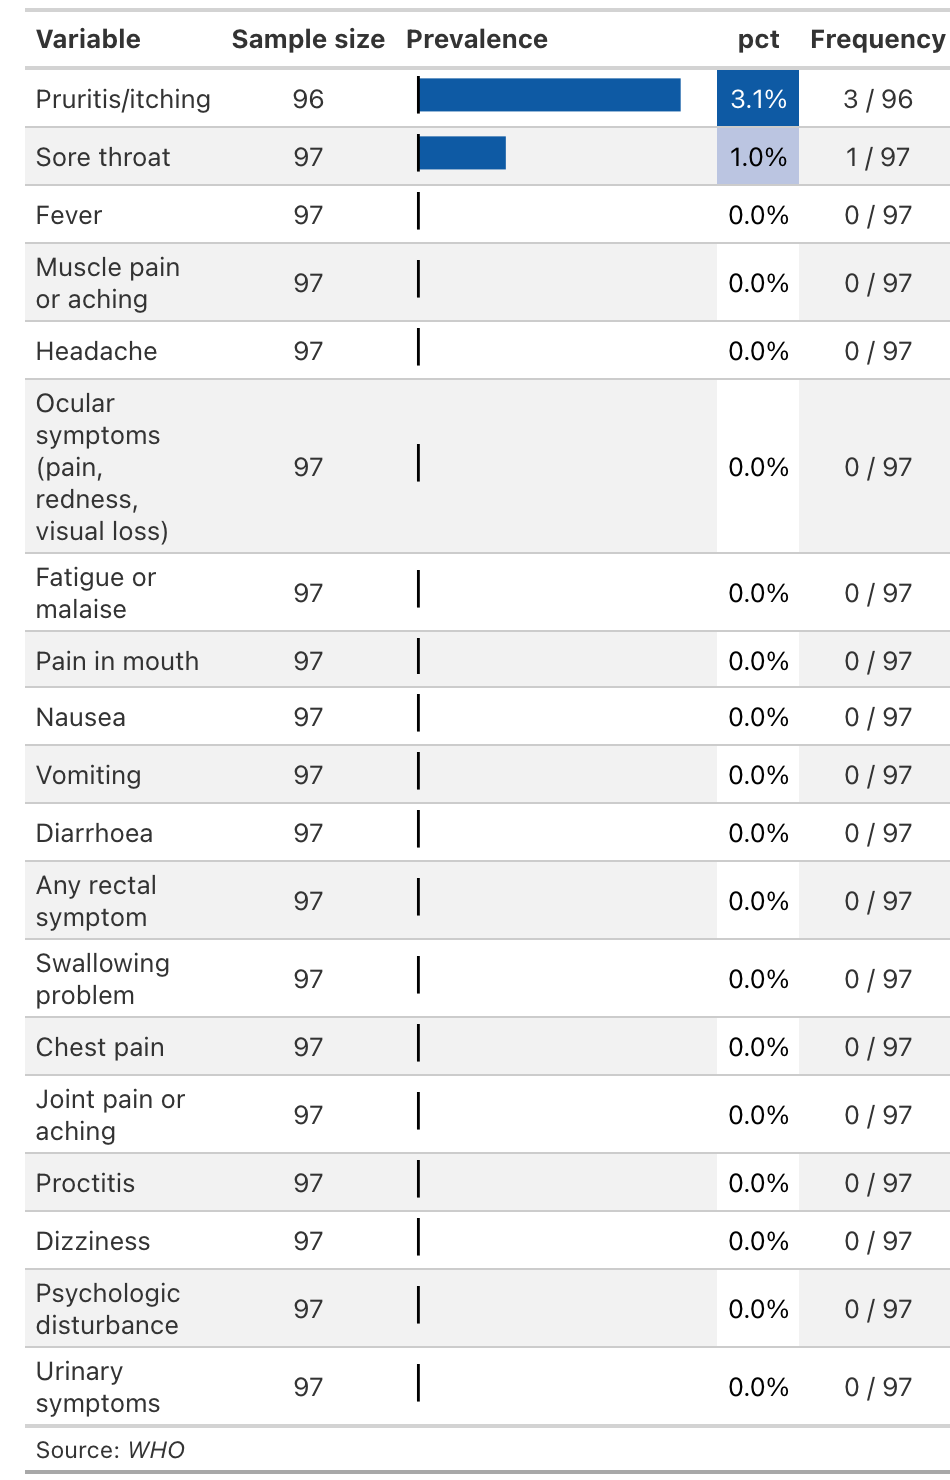 Variable Sample size Prevalence pct Frequency
Pruritis/itching 96 3.1% 3 / 96
Sore throat 97 1.0% 1 / 97
Fever 97 0.0% 0 / 97
Muscle pain
or aching 97 0.0% 0 / 97
Headache 97 0.0% 0 / 97
Ocular
symptoms
(pain, 97 0.0% 0 / 97
redness,
visual loss)
Fatigue or
malaise 97 0.0% 0 / 97
Pain in mouth 97 0.0% 0 / 97
Nausea 97 0.0% 0 / 97
Vomiting 97 0.0% 0 / 97
Diarrhoea 97 0.0% 0 / 97
Any rectal
symptom 97 0.0% 0 / 97
Swallowing
problem 97 0.0% 0 / 97
Chest pain 97 0.0% 0 / 97
Joint pain or
aching 97 0.0% 0 / 97
Proctitis 97 0.0% 0 / 97
Dizziness 97 0.0% 0 / 97
Psychologic
disturbance 97 0.0% 0 / 97
Urinary
symptoms 97 0.0% 0 / 97
Source: WHO